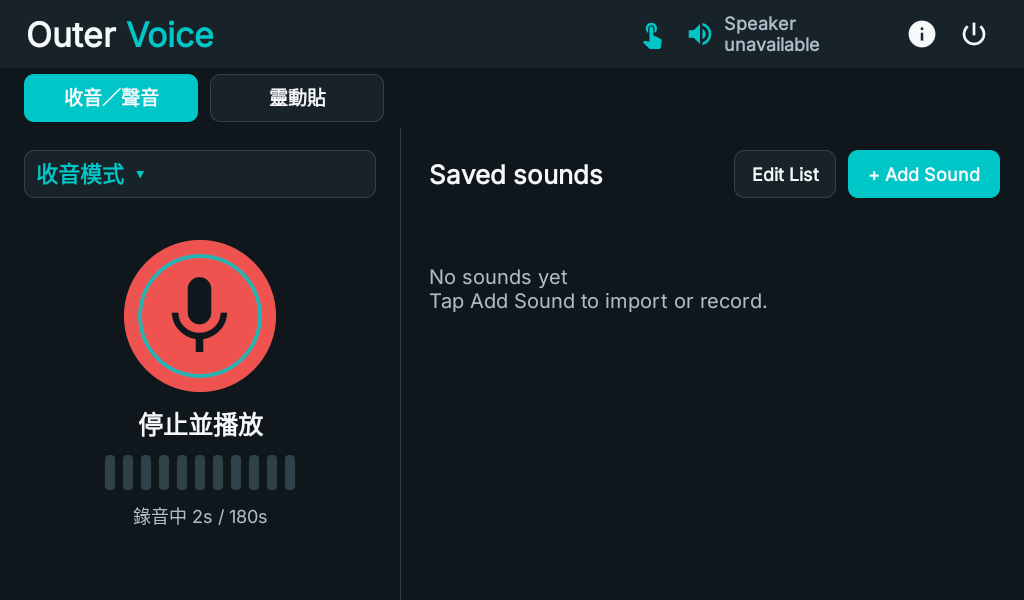 Outer Voice
Speaker
unavailable
收音／聲音
靈動貼
收音模式 ▾
Saved sounds
Edit List
+ Add Sound
No sounds yet
Tap Add Sound to import or record.
停止並播放
錄音中 2s / 180s